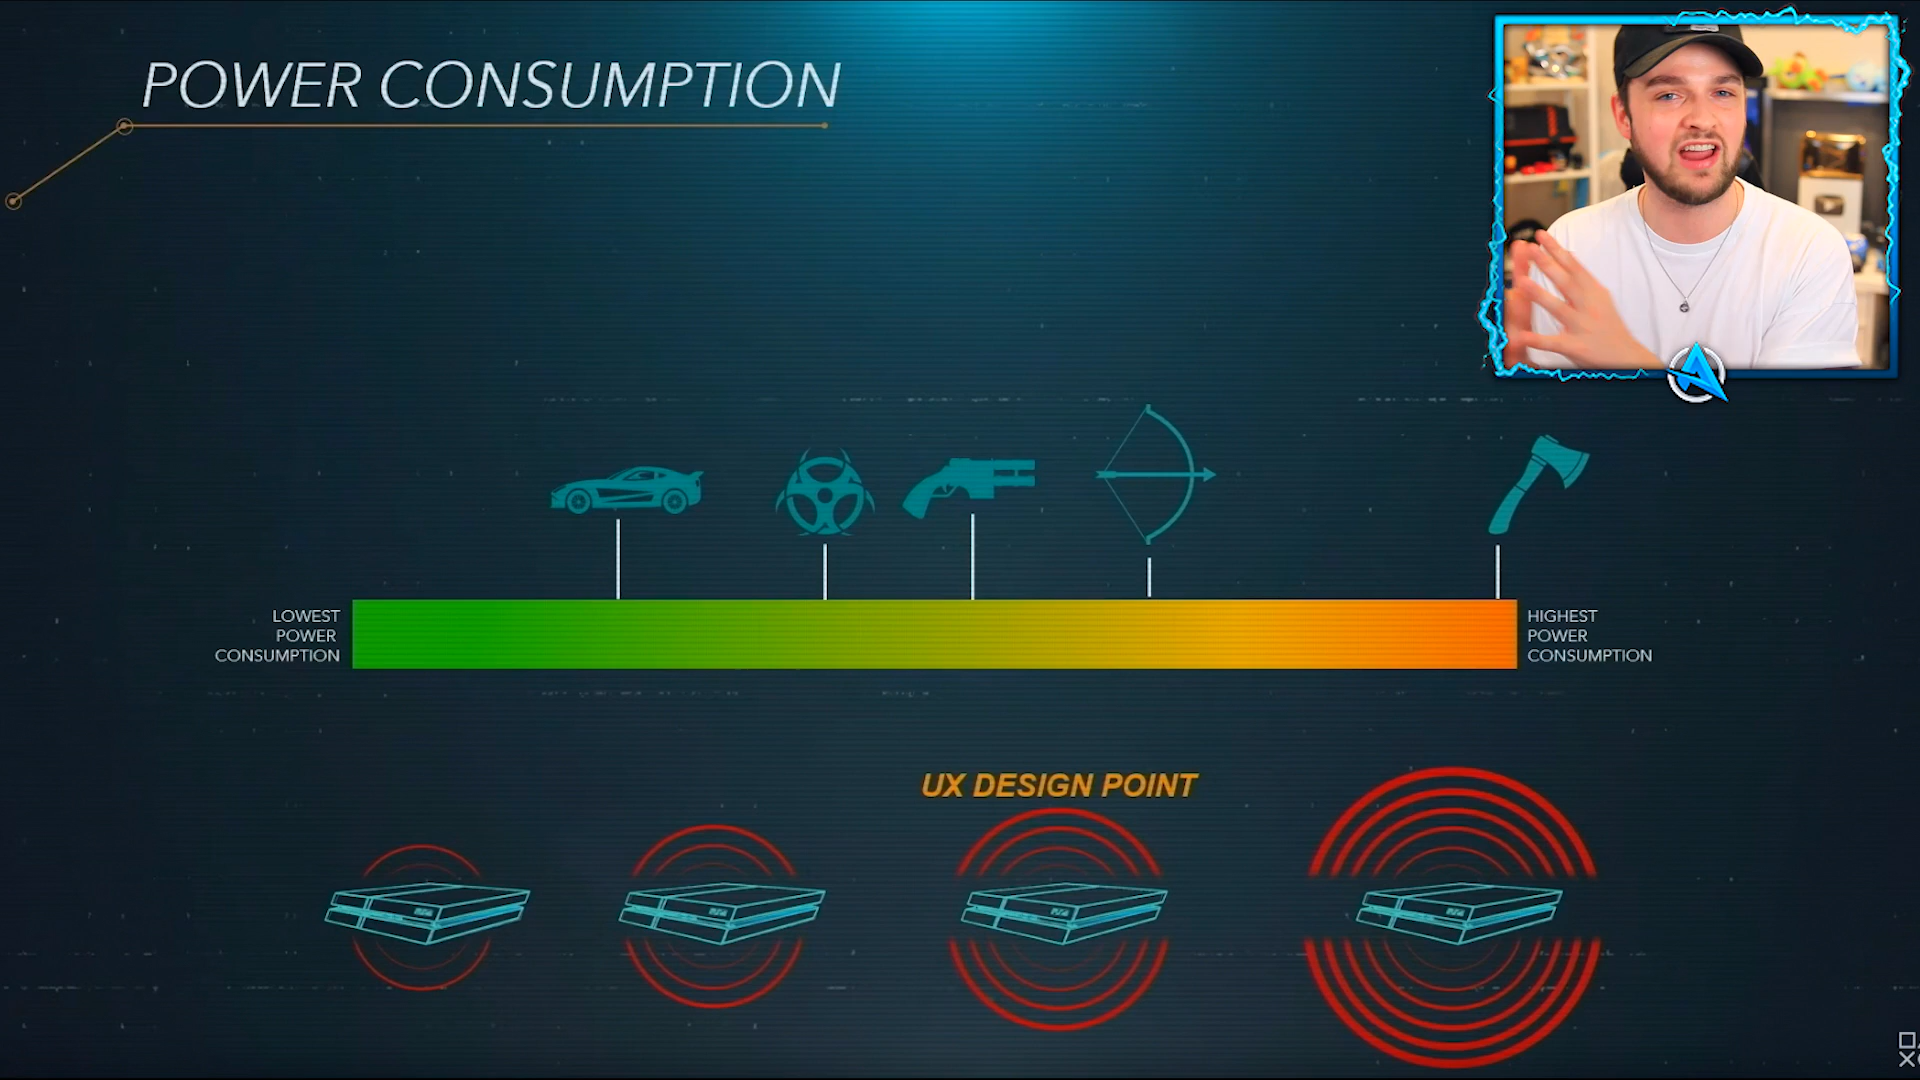 POWER CONSUMPTION
LOWEST
POWER
CONSUMPTION
HIGHEST
POWER
CONSUMPTION
UX DESIGN POINT